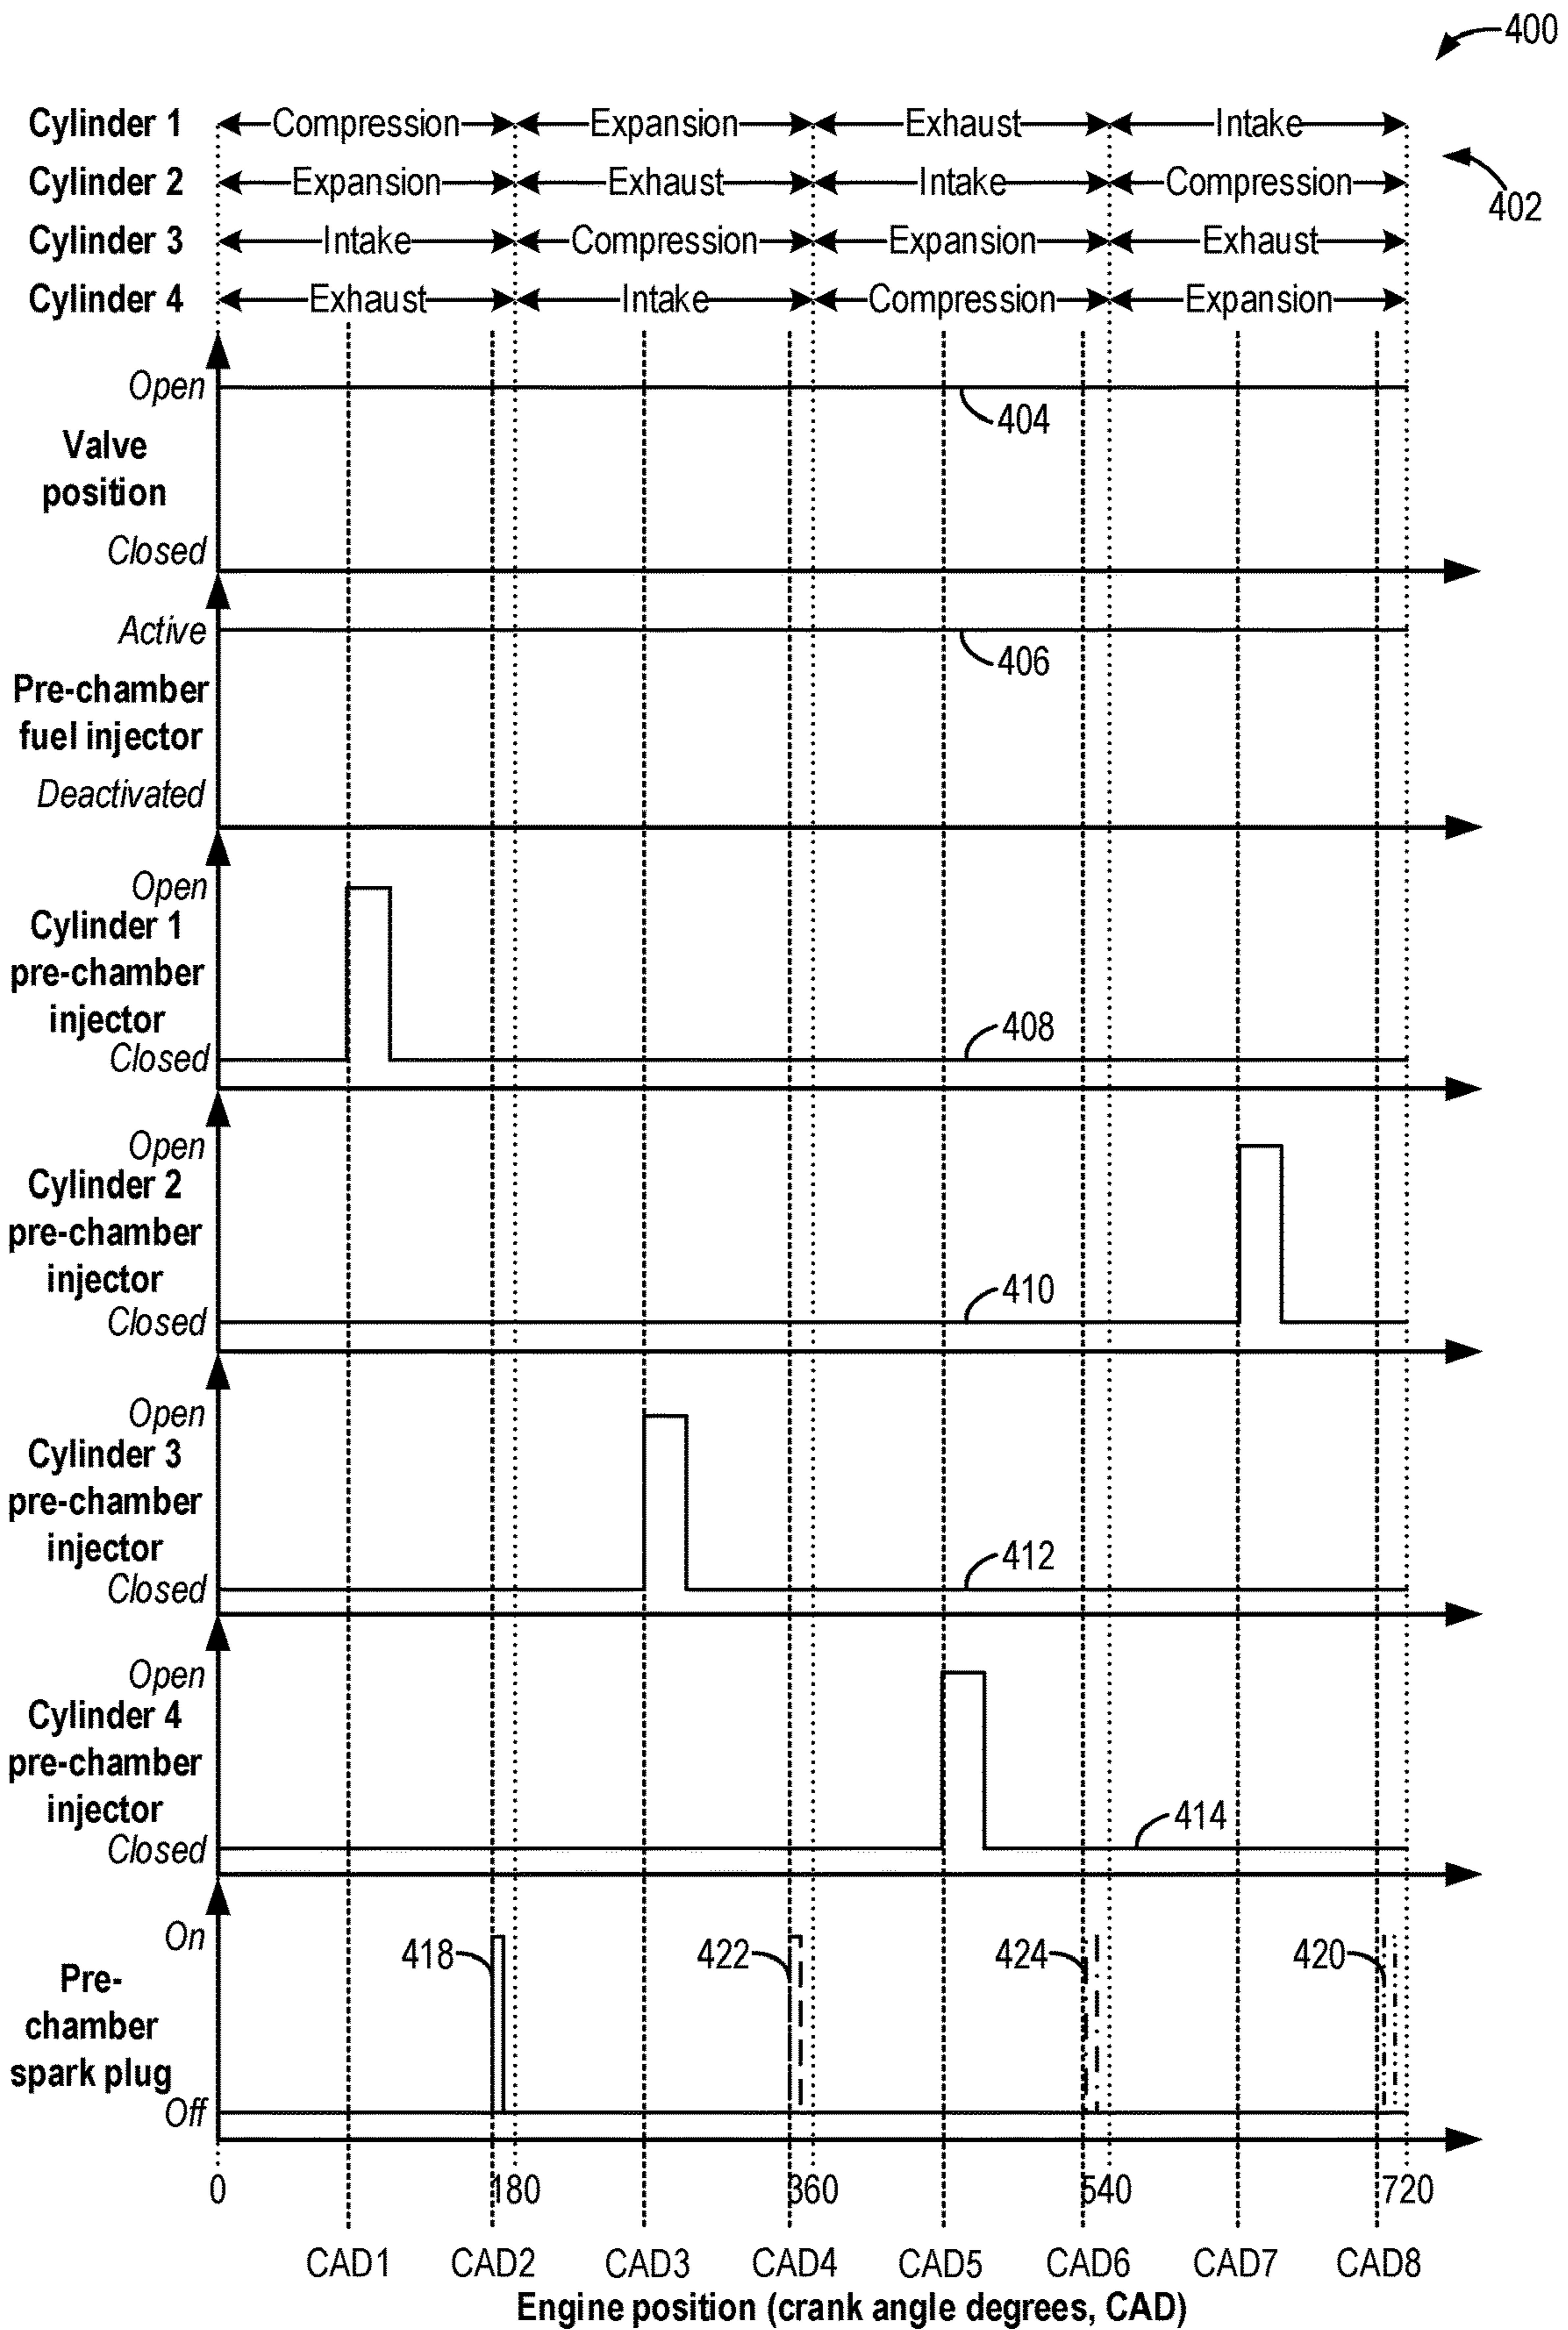 400
Cylinder 1 Compression Expansion Exhaust Intake
Cylinder 2 Expansion Exhaust Intake Compression
402
Cylinder 3 Intake Compression Expansion Exhaust
Cylinder 4 Exhaust Intake Compression Expansion
Open
404
Valve
position
Closed
Active
406
Pre-chamber
fuel injector
Deactivated
Open
Cylinder 1
pre-chamber
injector
408
Closed
Open
Cylinder 2
pre-chamber
injector
410
Closed
Open
Cylinder 3
pre-chamber
injector
412
Closed
Open
Cylinder 4
pre-chamber
injector
414
Closed
On
418 422 424 420
Pre-
chamber
spark plug
Off
0 180 360 540 720
CAD1 CAD2 CAD3 CAD4 CAD5 CAD6 CAD7 CAD8
Engine position (crank angle degrees, CAD)